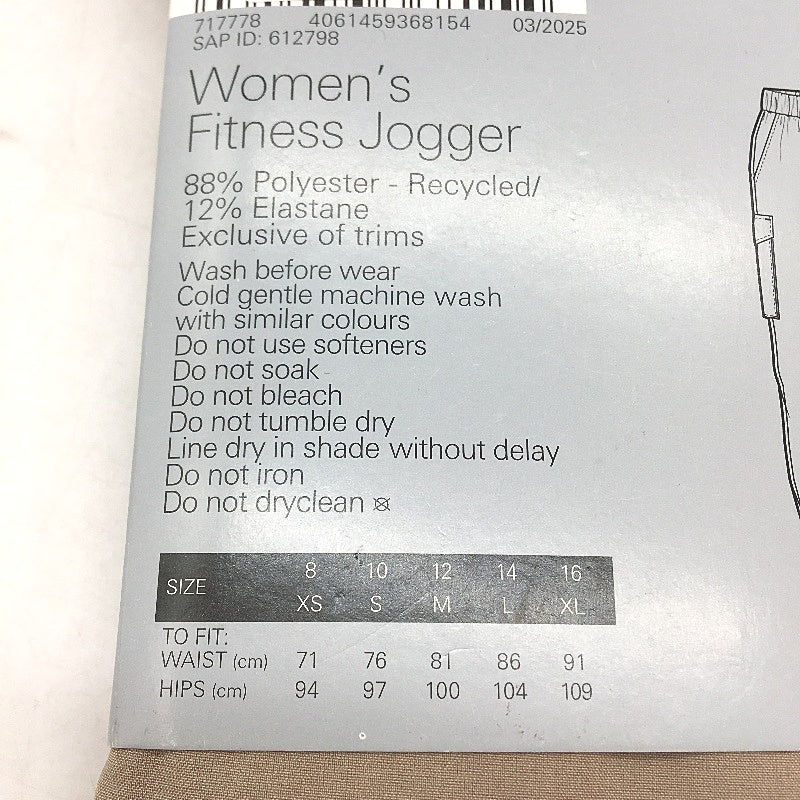 717778 4061459368154 03/2025
SAP ID: 612798
Women's
Fitness Jogger
88% Polyester - Recycled/
12% Elastane
Exclusive of trims
Wash before wear
Cold gentle machine wash
with similar colours
Do not use softeners
Do not soak
Do not bleach
Do not tumble dry
Line dry in shade without delay
Do not iron
Do not dryclean
SIZE 8 10 12 14 16
XS S M L XL
TO FIT:
WAIST (cm) 71 76 81 86 91
HIPS (cm) 94 97 100 104 109